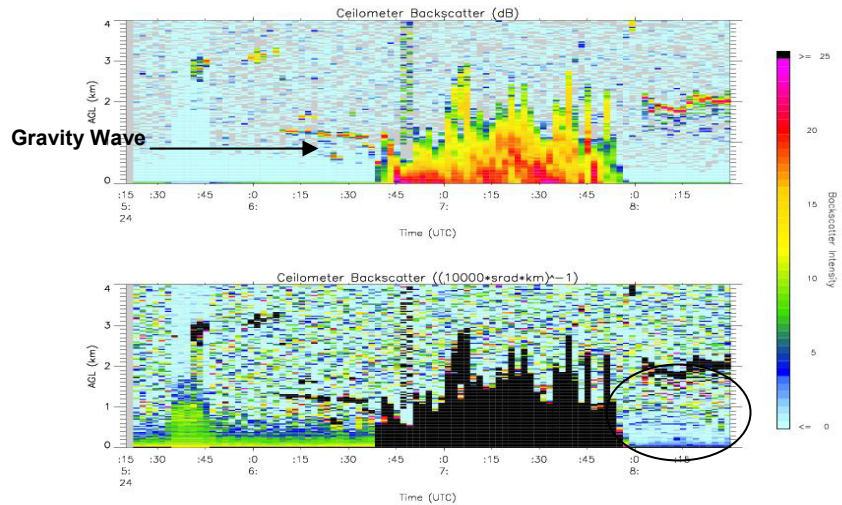 Ceilometer Backscatter (dB)
4
3
2
1
0
AGL (km)
Gravity Wave
:15 :30 :45 :0 :15 :30 :45 :0 :15 :30 :45 :0 :15
5: 6: 7: 8:
24
Time (UTC)
Ceilometer Backscatter ((10000*srad*km)^-1)
4
3
2
1
0
AGL (km)
:15 :30 :45 :0 :15 :30 :45 :0 :15 :30 :45 :0 :15
5: 6: 7: 8:
24
Time (UTC)
>= 25
20
15
10
5
<= 0
Backscatter Intensity